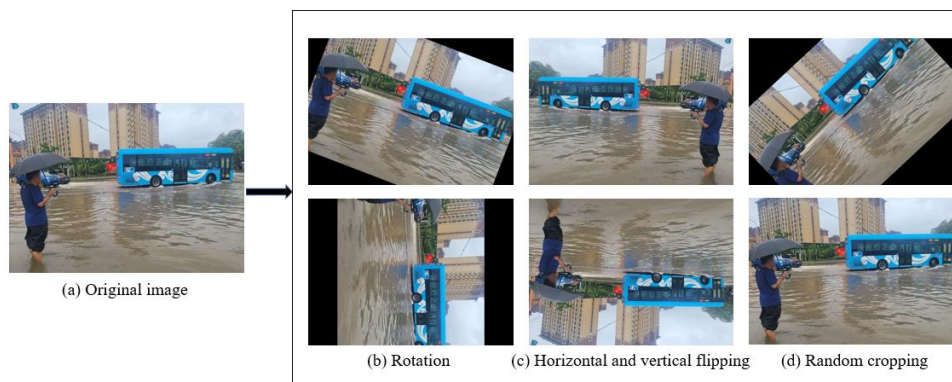 (a) Original image
(b) Rotation
(c) Horizontal and vertical flipping
(d) Random cropping